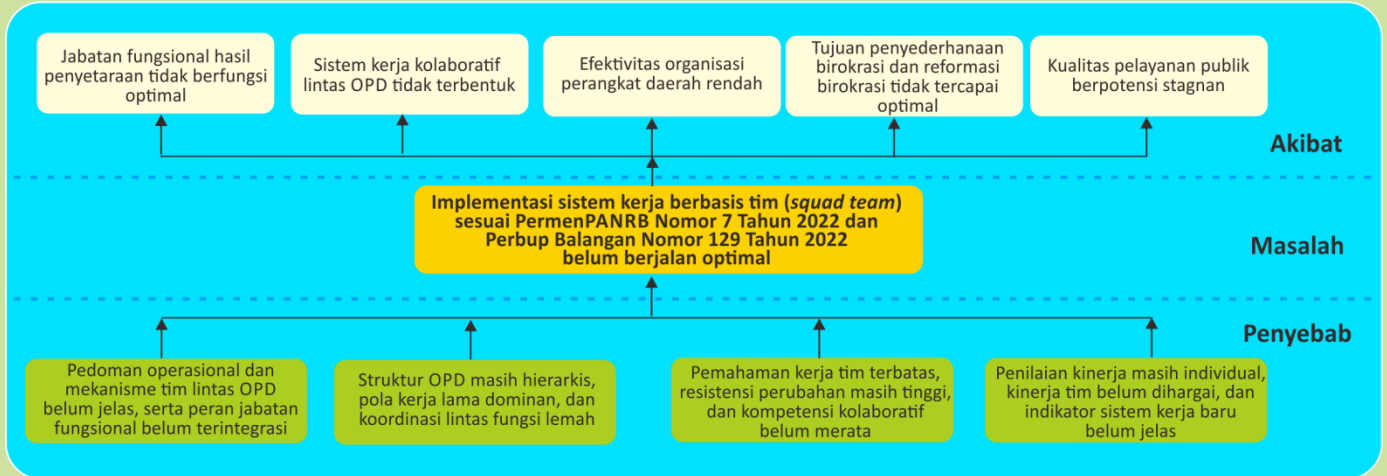 Jabatan fungsional hasil
penyetaraan tidak berfungsi
optimal
Sistem kerja kolaboratif
lintas OPD tidak terbentuk
Efektivitas organisasi
perangkat daerah rendah
Tujuan penyederhanaan
birokrasi dan reformasi
birokrasi tidak tercapai
optimal
Kualitas pelayanan publik
berpotensi stagnan
Akibat
Implementasi sistem kerja berbasis tim (squad team)
sesuai PermenPANRB Nomor 7 Tahun 2022 dan
Perbup Balangan Nomor 129 Tahun 2022
belum berjalan optimal
Masalah
Penyebab
Pedoman operasional dan
mekanisme tim lintas OPD
belum jelas, serta peran jabatan
fungsional belum terintegrasi
Struktur OPD masih hierarkis,
pola kerja lama dominan, dan
koordinasi lintas fungsi lemah
Pemahaman kerja tim terbatas,
resistensi perubahan masih tinggi,
dan kompetensi kolaboratif
belum merata
Penilaian kinerja masih individual,
kinerja tim belum dihargai, dan
indikator sistem kerja baru
belum jelas